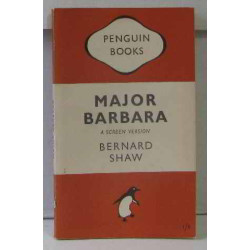 PENGUIN
BOOKS
MAJOR
BARBARA
A SCREEN VERSION
BERNARD
SHAW